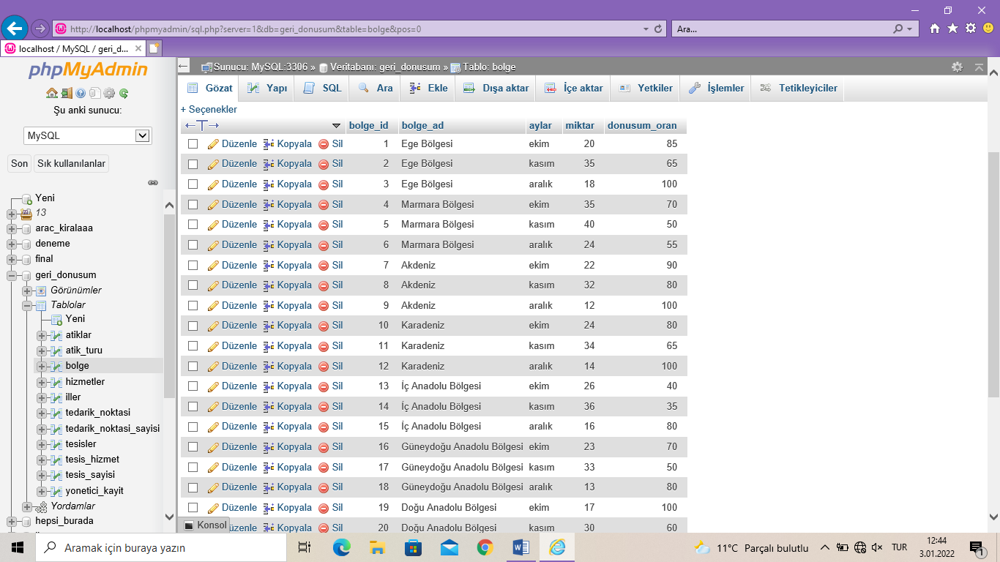 http://localhost/phpmyadmin/sql.php?server=1&db=geri_donusum&table=bolge&pos=0
Ara...
localhost / MySQL / geri_d...
phpMyAdmin
Şu anki sunucu:
MySQL
Son Sık kullanılanlar
Yeni
13
arac_kiralaaa
deneme
final
geri_donusum
Görünümler
Tablolar
Yeni
atiklar
atik_turu
bolge
hizmetler
iller
tedarik_noktasi
tedarik_noktasi_sayisi
tesisler
tesis_hizmet
tesis_sayisi
yonetici_kayit
Yordamlar
hepsi_burada
Sunucu: MySQL:3306 » Veritabanı: geri_donusum » Tablo: bolge
Gözat Yapı SQL Ara Ekle Dışa aktar İçe aktar Yetkiler İşlemler Tetikleyiciler
+ Seçenekler
←T→ bolge_id bolge_ad aylar miktar donusum_oran
Düzenle Kopyala Sil 1 Ege Bölgesi ekim 20 85
Düzenle Kopyala Sil 2 Ege Bölgesi kasım 35 65
Düzenle Kopyala Sil 3 Ege Bölgesi aralık 18 100
Düzenle Kopyala Sil 4 Marmara Bölgesi ekim 35 70
Düzenle Kopyala Sil 5 Marmara Bölgesi kasım 40 50
Düzenle Kopyala Sil 6 Marmara Bölgesi aralık 24 55
Düzenle Kopyala Sil 7 Akdeniz ekim 22 90
Düzenle Kopyala Sil 8 Akdeniz kasım 32 80
Düzenle Kopyala Sil 9 Akdeniz aralık 12 100
Düzenle Kopyala Sil 10 Karadeniz ekim 24 80
Düzenle Kopyala Sil 11 Karadeniz kasım 34 65
Düzenle Kopyala Sil 12 Karadeniz aralık 14 100
Düzenle Kopyala Sil 13 İç Anadolu Bölgesi ekim 26 40
Düzenle Kopyala Sil 14 İç Anadolu Bölgesi kasım 36 35
Düzenle Kopyala Sil 15 İç Anadolu Bölgesi aralık 16 80
Düzenle Kopyala Sil 16 Güneydoğu Anadolu Bölgesi ekim 23 70
Düzenle Kopyala Sil 17 Güneydoğu Anadolu Bölgesi kasım 33 50
Düzenle Kopyala Sil 18 Güneydoğu Anadolu Bölgesi aralık 13 80
Düzenle Kopyala Sil 19 Doğu Anadolu Bölgesi ekim 17 100
Konsol üzenle Kopyala Sil 20 Doğu Anadolu Bölgesi kasım 30 60
Aramak için buraya yazın
11°C Parçalı bulutlu
TUR
12:44
3.01.2022
1